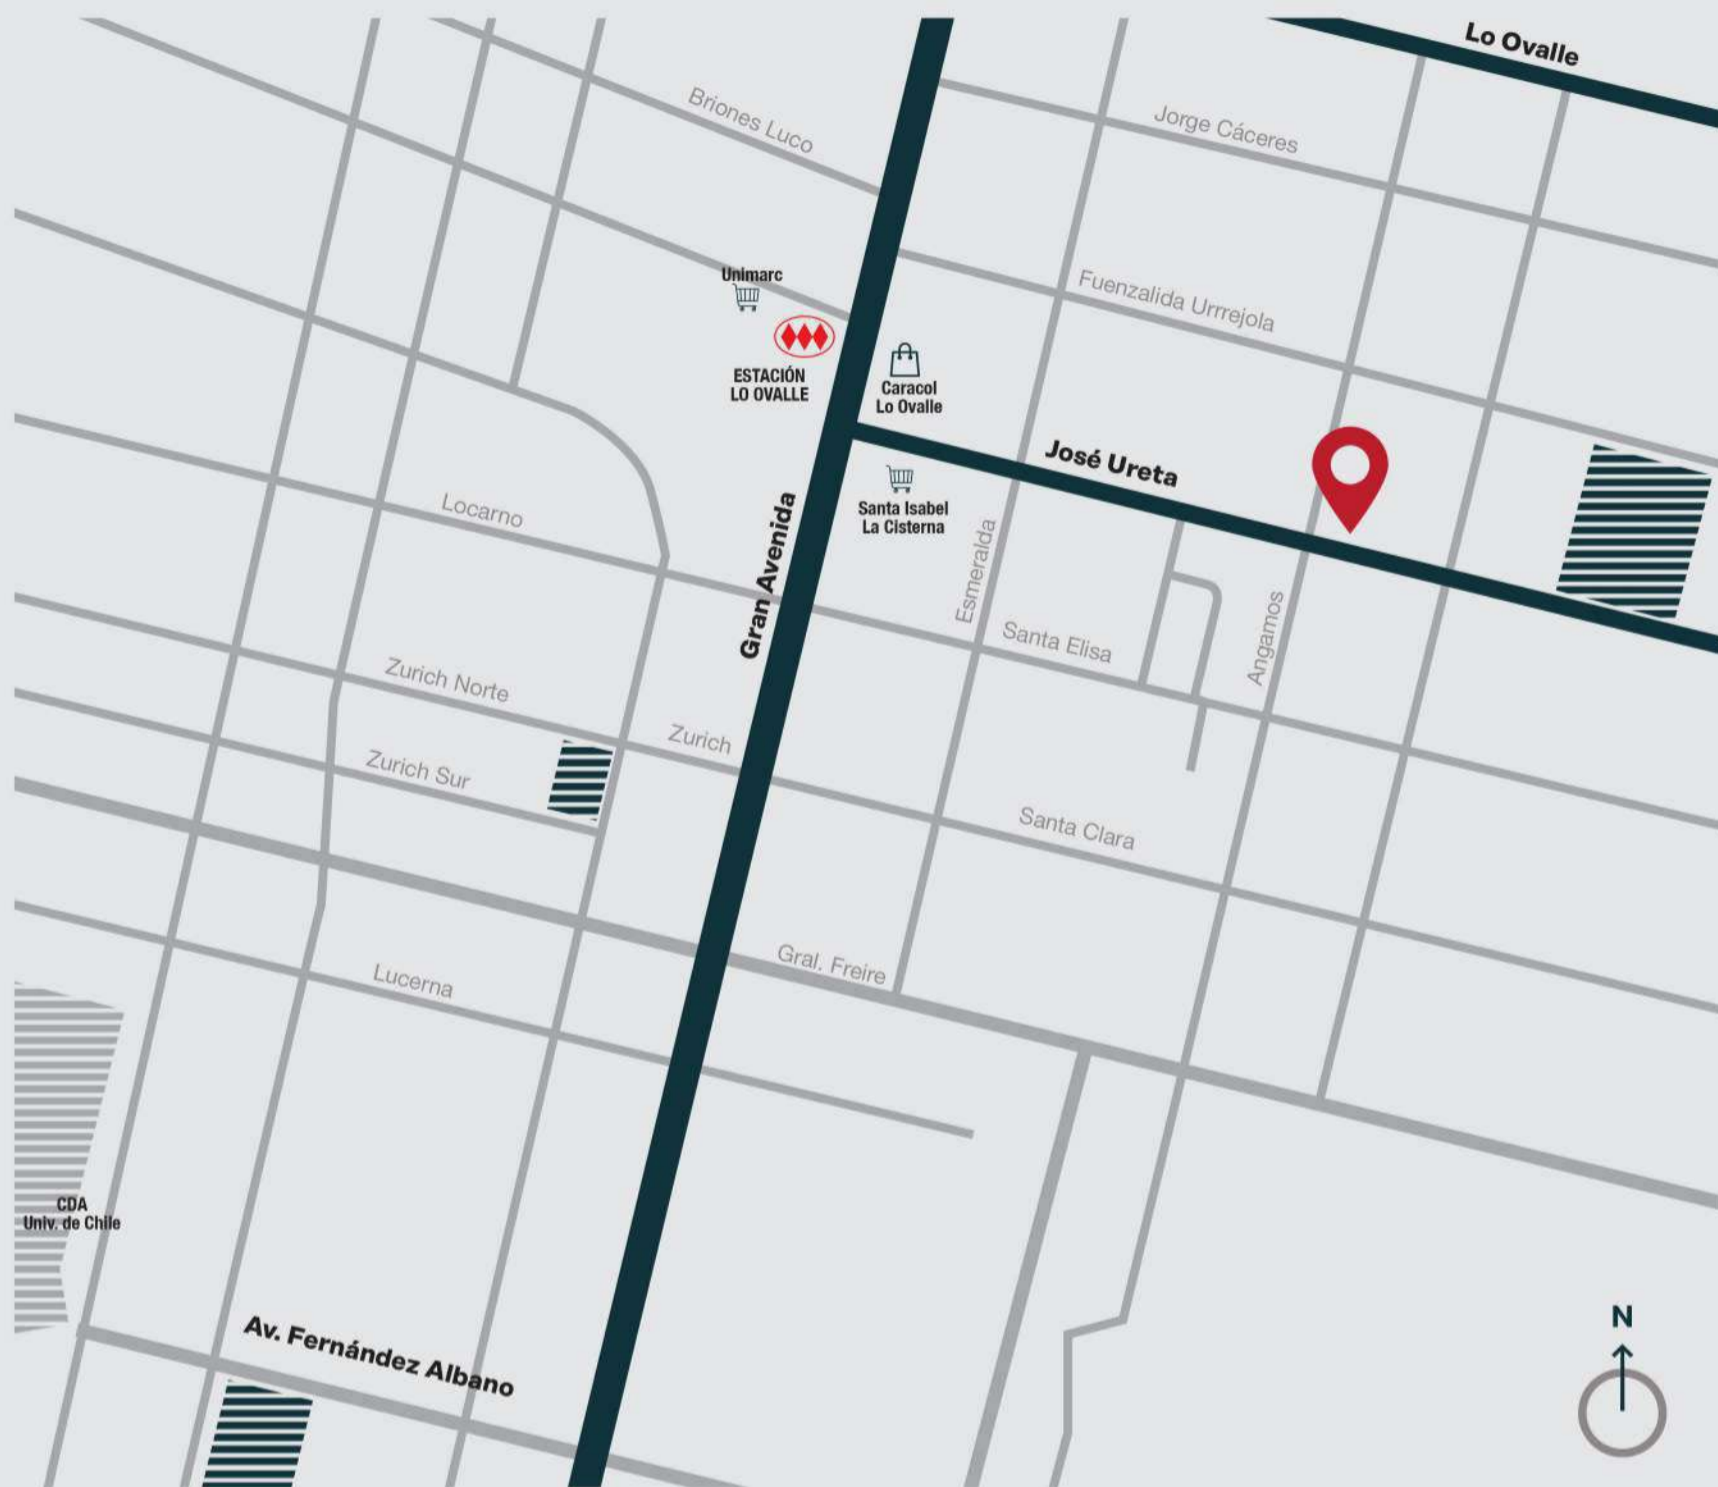 Lo Ovalle
Briones Luco
Jorge Cáceres
Unimarc
Fuenzalida Urrrejola
ESTACIÓN
LO OVALLE
Caracol
Lo Ovalle
José Ureta
Locarno
Gran Avenida
Santa Isabel
La Cisterna
Esmeralda
Santa Elisa
Angamos
Zurich Norte
Zurich
Zurich Sur
Santa Clara
Gral. Freire
Lucerna
CDA
Univ. de Chile
Av. Fernández Albano
N